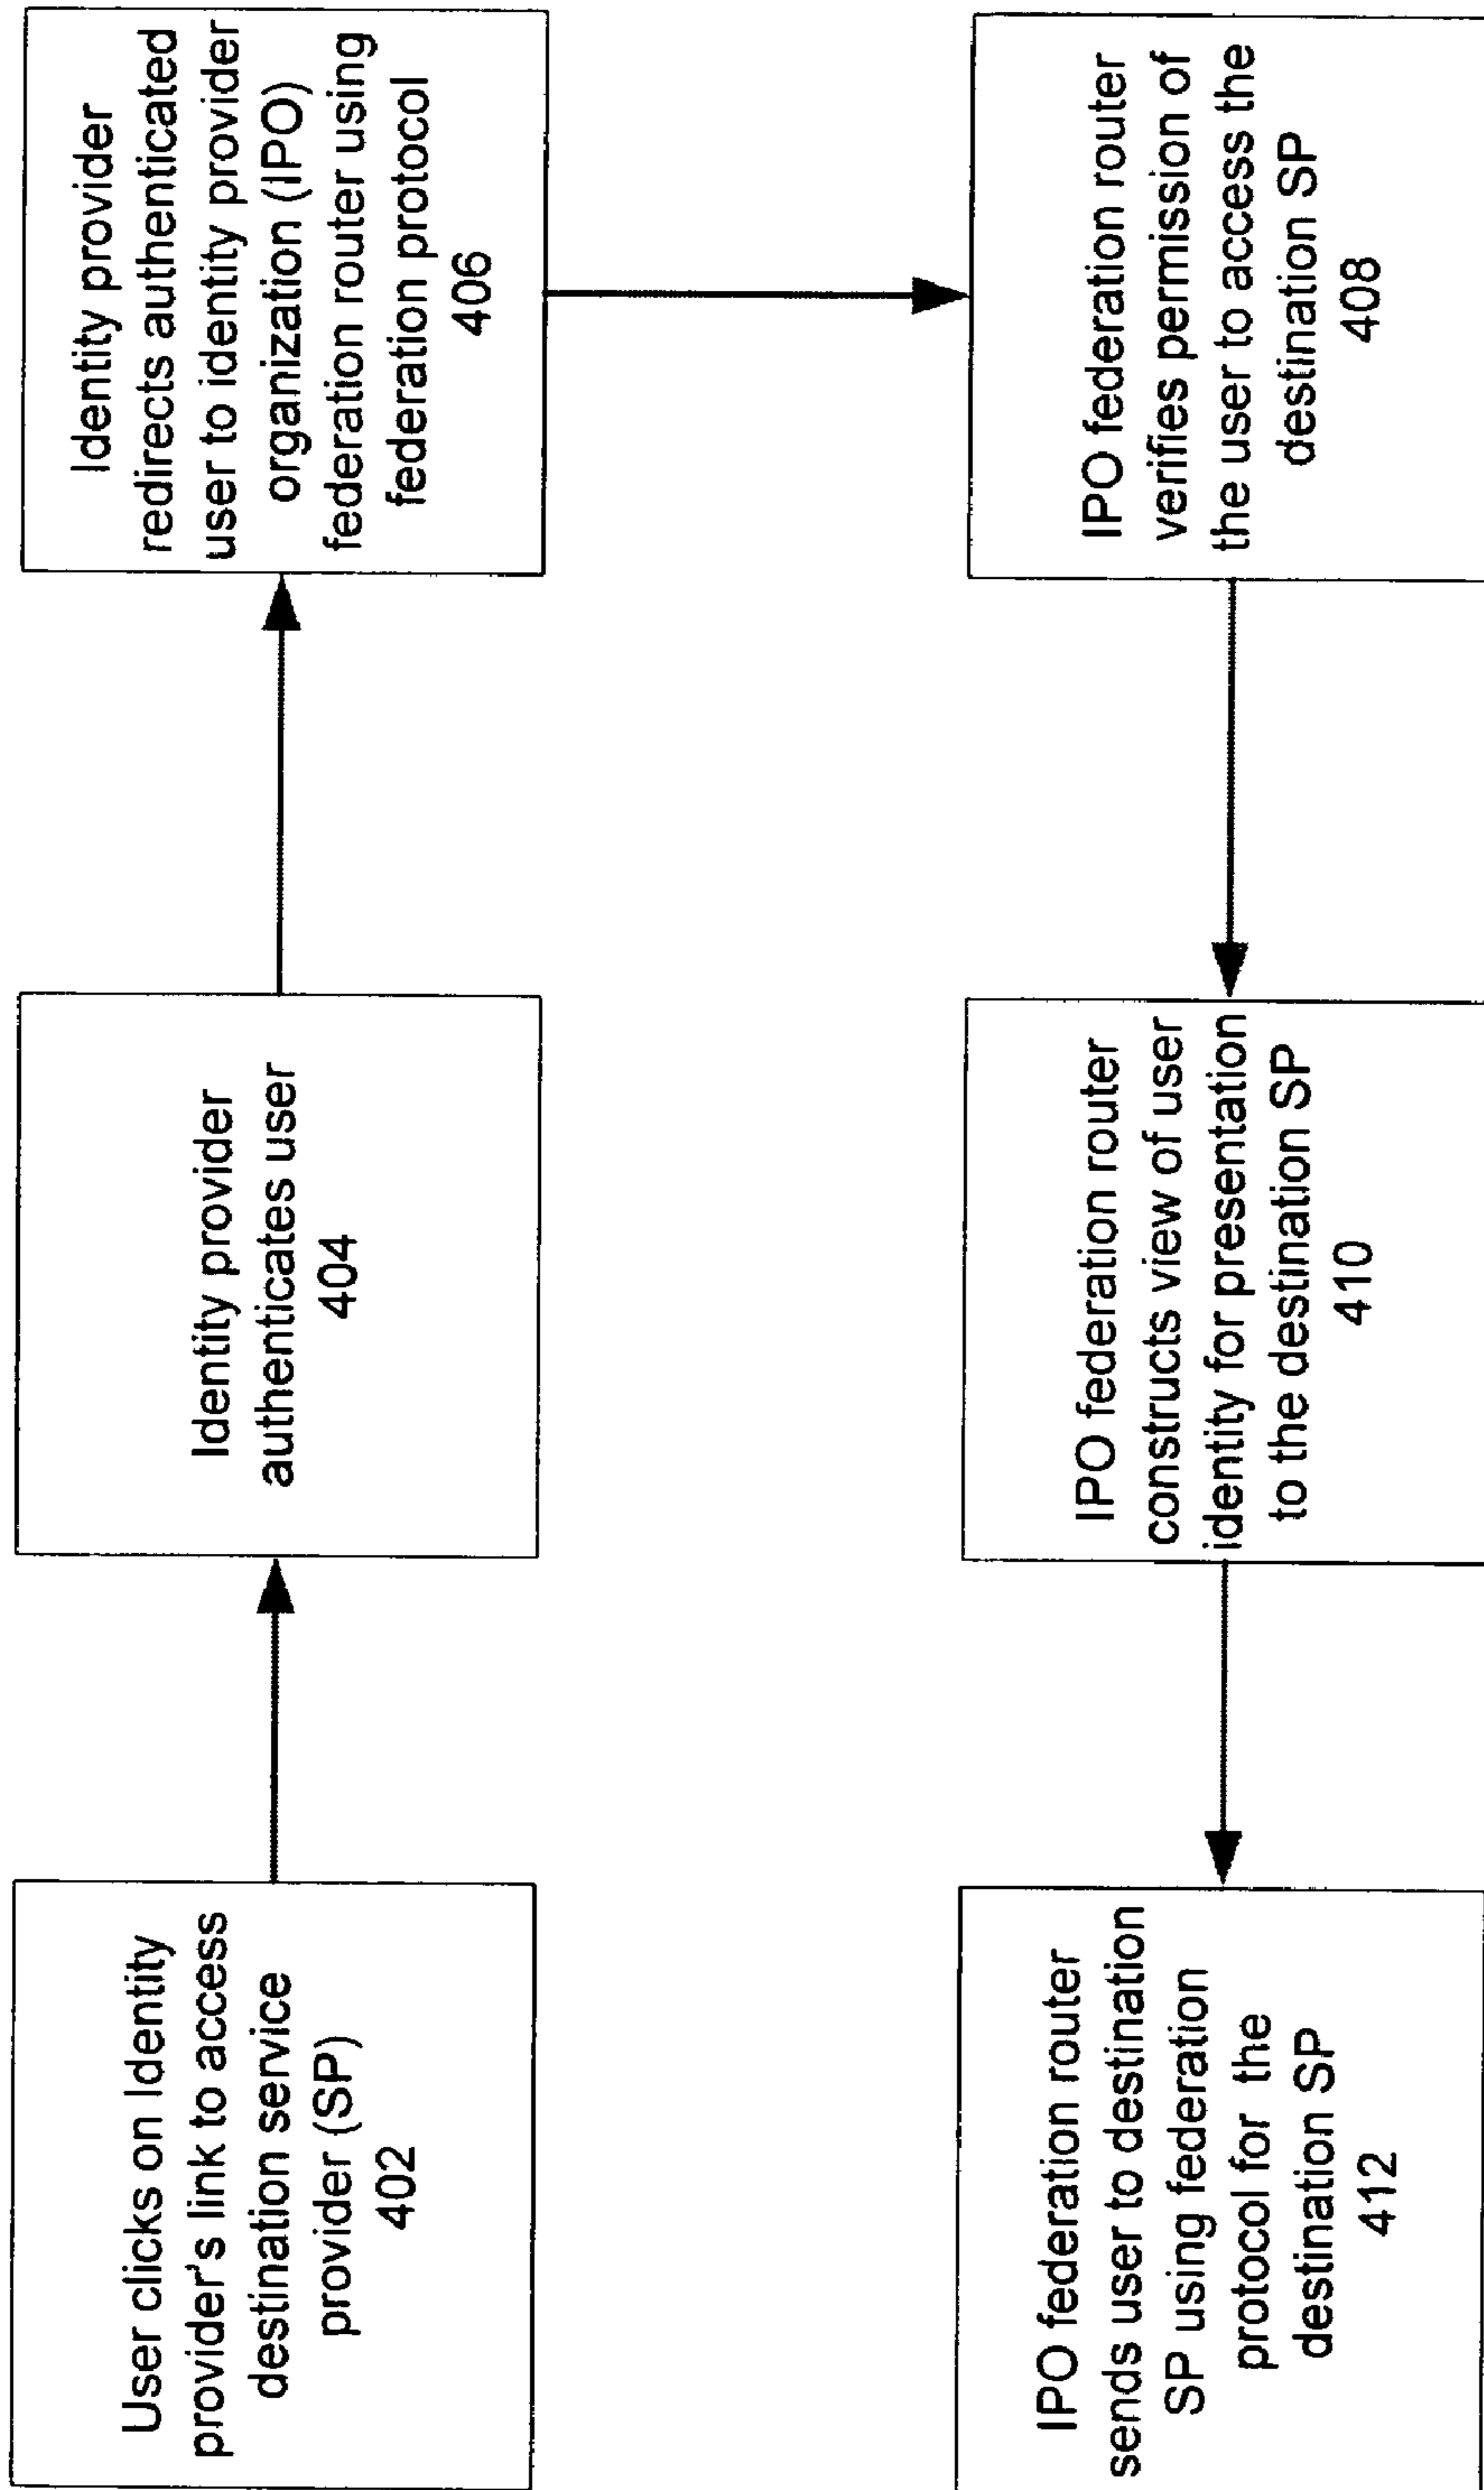 User clicks on Identity
provider's link to access
destination service
provider (SP)
402
Identity provider
authenticates user
404
Identity provider
redirects authenticated
user to identity provider
organization (IPO)
federation router using
federation protocol
406
IPO federation router
verifies permission of
the user to access the
destination SP
408
IPO federation router
constructs view of user
identity for presentation
to the destination SP
410
IPO federation router
sends user to destination
SP using federation
protocol for the
destination SP
412